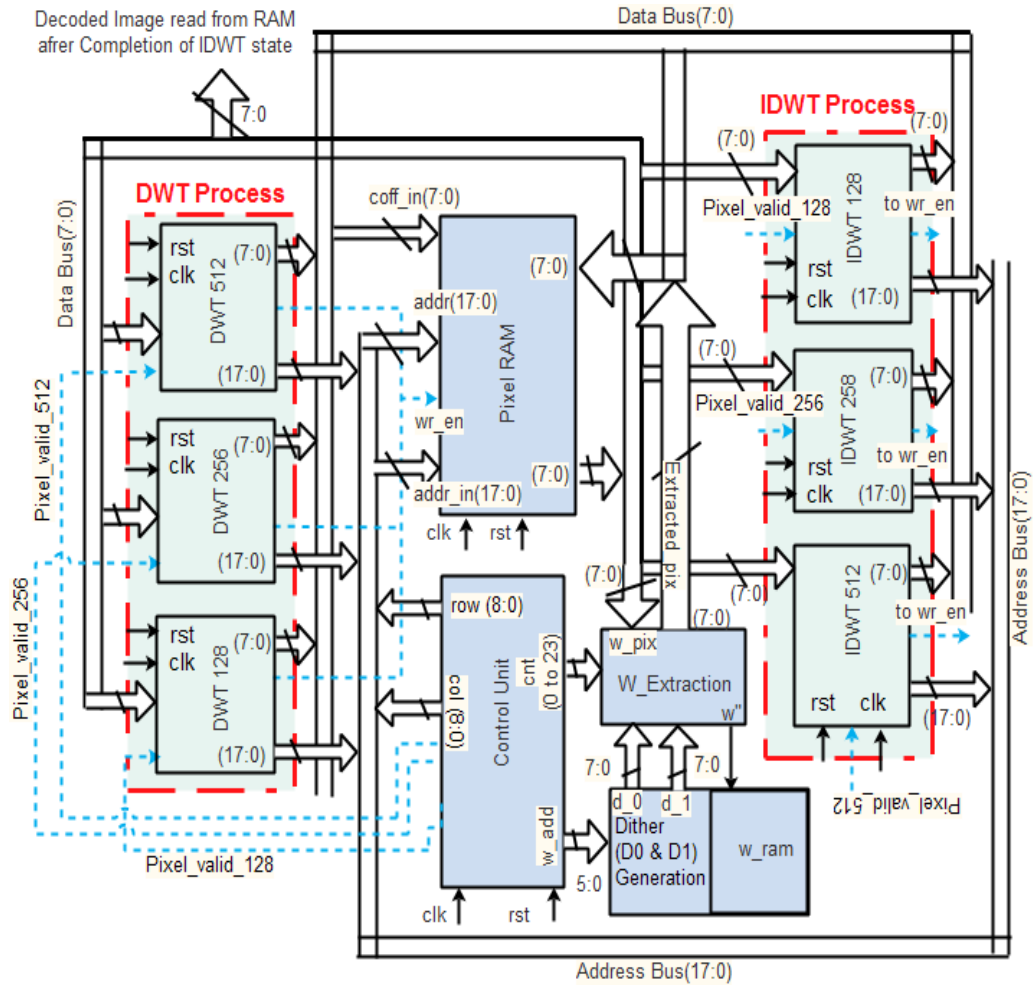 Decoded Image read from RAM
afrer Completion of IDWT state
7:0
Data Bus(7:0)
DWT Process
Data Bus(7:0)
rst
clk
DWT 512
(7:0)
(17:0)
rst
clk
DWT 256
(7:0)
(17:0)
rst
clk
DWT 128
(7:0)
(17:0)
Pixel_valid_512
Pixel_valid_256
Pixel_valid_128
coff_in(7:0)
addr(17:0)
wr_en
addr_in(17:0)
Pixel RAM
(7:0)
(7:0)
clk
rst
row (8:0)
col (8:0)
Control Unit
cnt
(0 to 23)
w_add
clk
rst
5:0
(7:0)
Extracted pix
(7:0)
w_pix
W_Extraction
w"
7:0
7:0
d_0
d_1
Dither
(D0 & D1)
Generation
w_ram
IDWT Process
(7:0)
(7:0)
Pixel_valid_128
IDWT 128
to wr_en
rst
clk
(17:0)
(7:0)
Pixel_valid_256
IDWT 258
(7:0)
to wr_en
rst
clk
(17:0)
(7:0)
IDWT 512
(7:0)
to wr_en
rst
clk
(17:0)
Pixel_valid_512
Address Bus(17:0)
Address Bus(17:0)